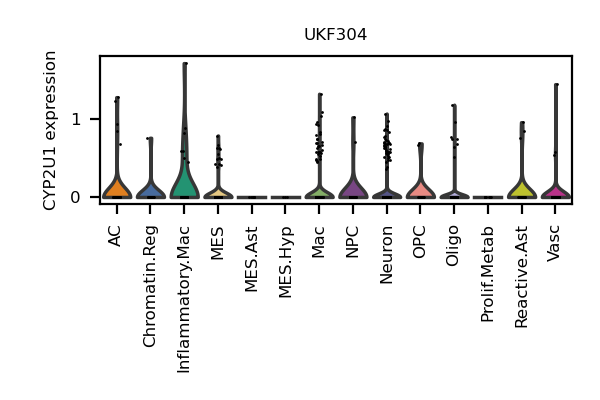 UKF304
CYP2U1 expression
1
0
AC
Chromatin.Reg
Inflammatory.Mac
MES
MES.Ast
MES.Hyp
Mac
NPC
Neuron
OPC
Oligo
Prolif.Metab
Reactive.Ast
Vasc